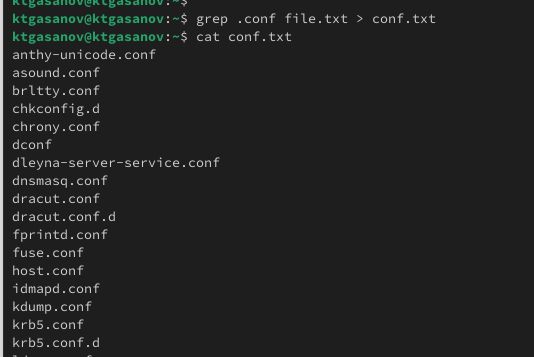 ktgasanov@ktgasanov:~$
ktgasanov@ktgasanov:~$ grep .conf file.txt > conf.txt
ktgasanov@ktgasanov:~$ cat conf.txt
anthy-unicode.conf
asound.conf
brltty.conf
chkconfig.d
chrony.conf
dconf
dleyna-server-service.conf
dnsmasq.conf
dracut.conf
dracut.conf.d
fprintd.conf
fuse.conf
host.conf
idmapd.conf
kdump.conf
krb5.conf
krb5.conf.d